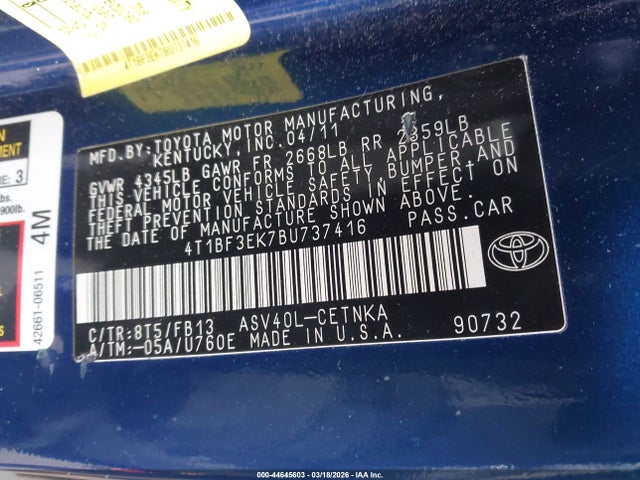 4T1BF3EK7BU737416
MFD.BY:TOYOTA MOTOR MANUFACTURING,
KENTUCKY, INC. 04/11
GVWR 4345LB GAWR FR 2668LB RR 2359LB
THIS VEHICLE CONFORMS TO ALL APPLICABLE
FEDERAL MOTOR VEHICLE SAFETY, BUMPER,AND
THEFT PREVENTION STANDARDS IN EFFECT ON
THE DATE OF MANUFACTURE SHOWN ABOVE.
4T1BF3EK7BU737416 PASS.CAR
C/TR:8T5/FB13 ASV40L-CETNKA
A/TM:-05A/U760E MADE IN U.S.A. 90732
4M
42661-06511
000-44645603 - 03/18/2026 - IAA Inc.